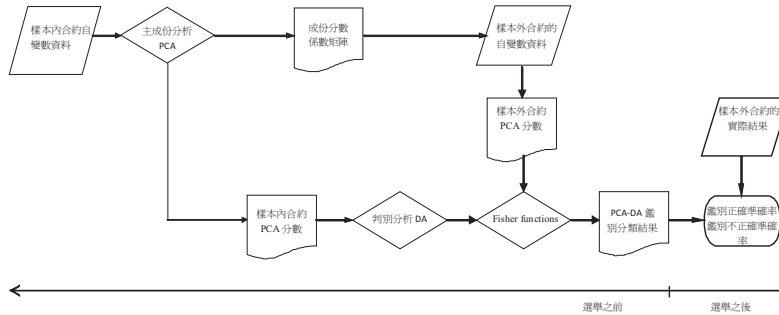 樣本內合約自
變數資料
主成份分析
PCA
成份分數
係數矩陣
樣本外合約的
自變數資料
樣本外合約
PCA 分數
樣本外合約的
實際結果
樣本內合約
PCA 分數
判別分析 DA
Fisher functions
PCA-DA 鑑
別分類結果
鑑別正確準確率
鑑別不正確準確
率
選舉之前
選舉之後